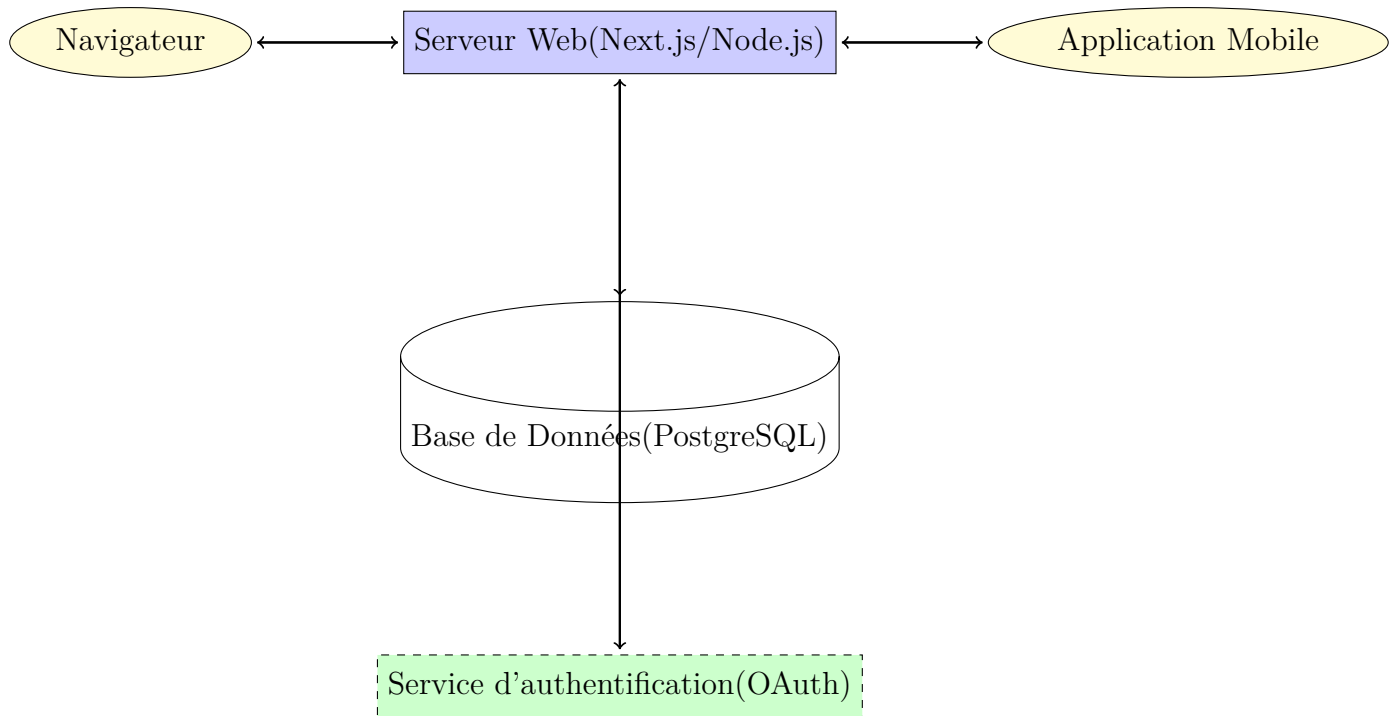 Navigateur
Serveur Web(Next.js/Node.js)
Application Mobile
Base de Données(PostgreSQL)
Service d'authentification(OAuth)